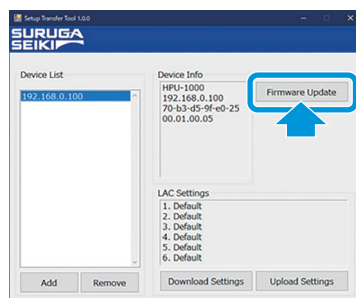 Setup Transfer Tool 1.0.0
SURUGA
SEIKI
Device List
192.168.0.100
Add
Remove
Device Info
HPU-1000
192.168.0.100
70-b3-d5-9f-e0-25
00.01.00.05
Firmware Update
LAC Settings
1. Default
2. Default
3. Default
4. Default
5. Default
6. Default
Download Settings
Upload Settings